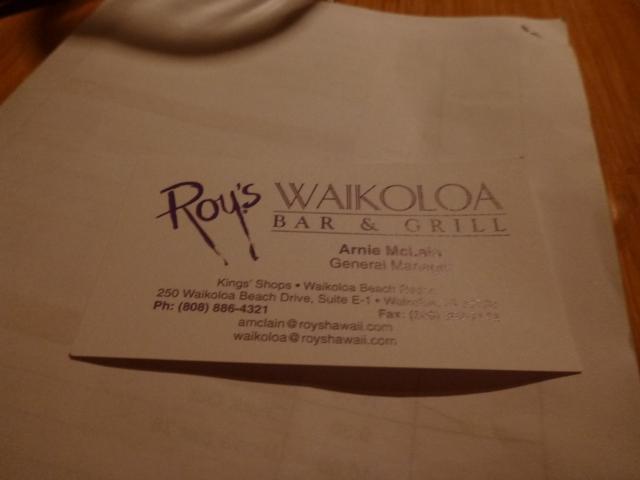 Roy's WAIKOLOA
BAR & GRILL
Arnie McLain
General Manager
Kings' Shops • Waikoloa Beach
250 Waikoloa Beach Drive, Suite E-1 •
Ph: (808) 886-4321
Fax:
amclain@royshawaii.com
waikoloa@royshawaii.com